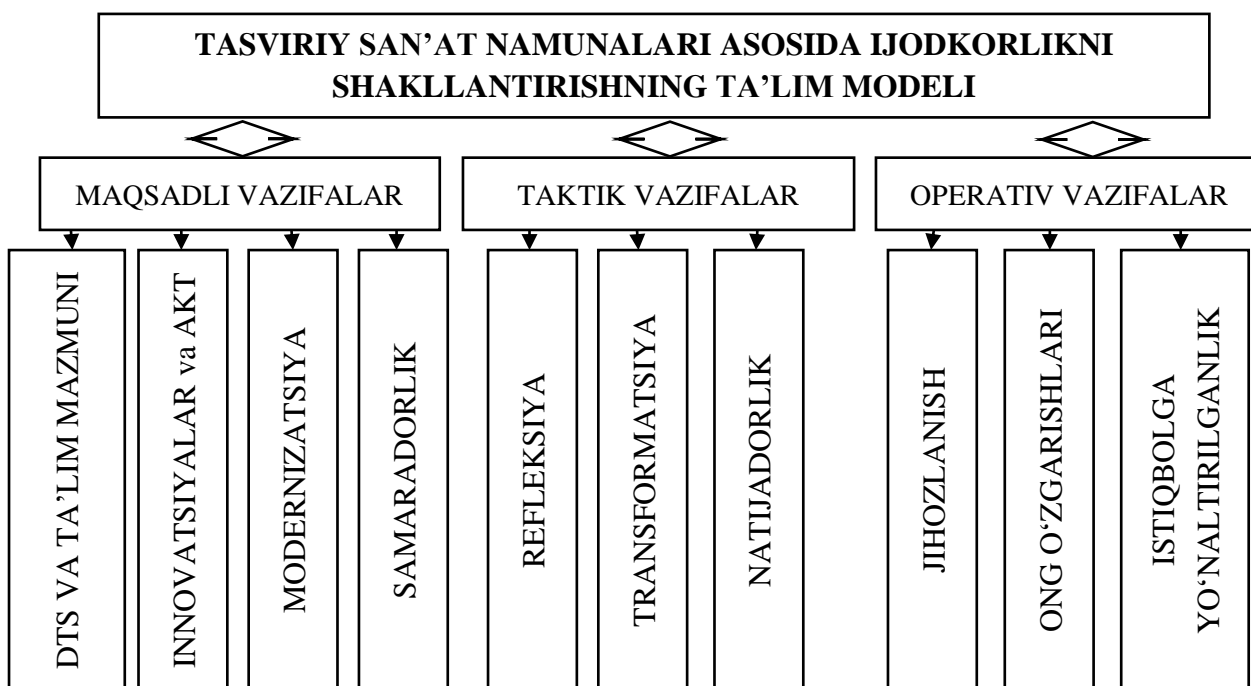 TASVIRIY SAN’AT NAMUNALARI ASOSIDA IJODKORLIKNI
SHAKLLANTIRISHNING TA’LIM MODELI
MAQSADLI VAZIFALAR
TAKTIK VAZIFALAR
OPERATIV VAZIFALAR
DTS VA TA’LIM MAZMUNI
INNOVATSIYALAR va AKT
MODERNIZATSIYA
SAMARADORLIK
REFLEKSIYA
TRANSFORMATSIYA
NATIJADORLIK
JIHOZLANISH
ONG O‘ZGARISHLARI
ISTIQBOLGA
YO‘NALTIRILGANLIK